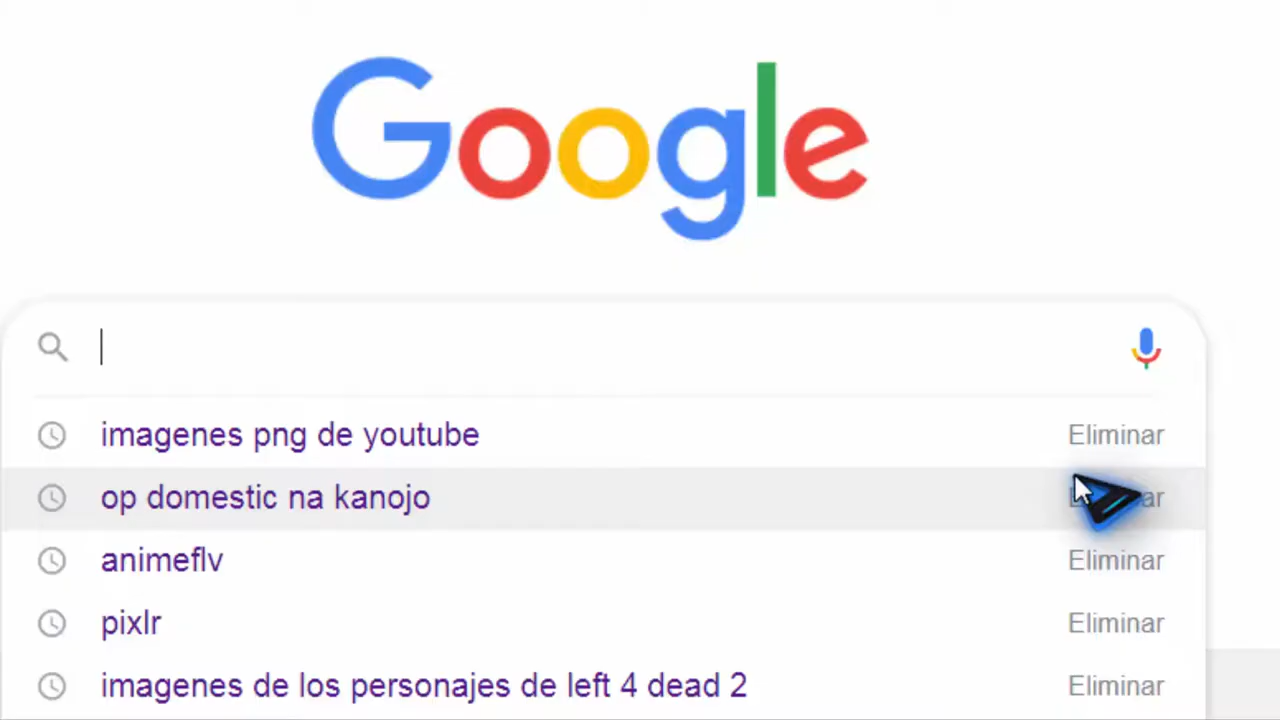 Google
imagenes png de youtube Eliminar
op domestic na kanojo
animeflv Eliminar
pixlr Eliminar
imagenes de los personajes de left 4 dead 2 Eliminar